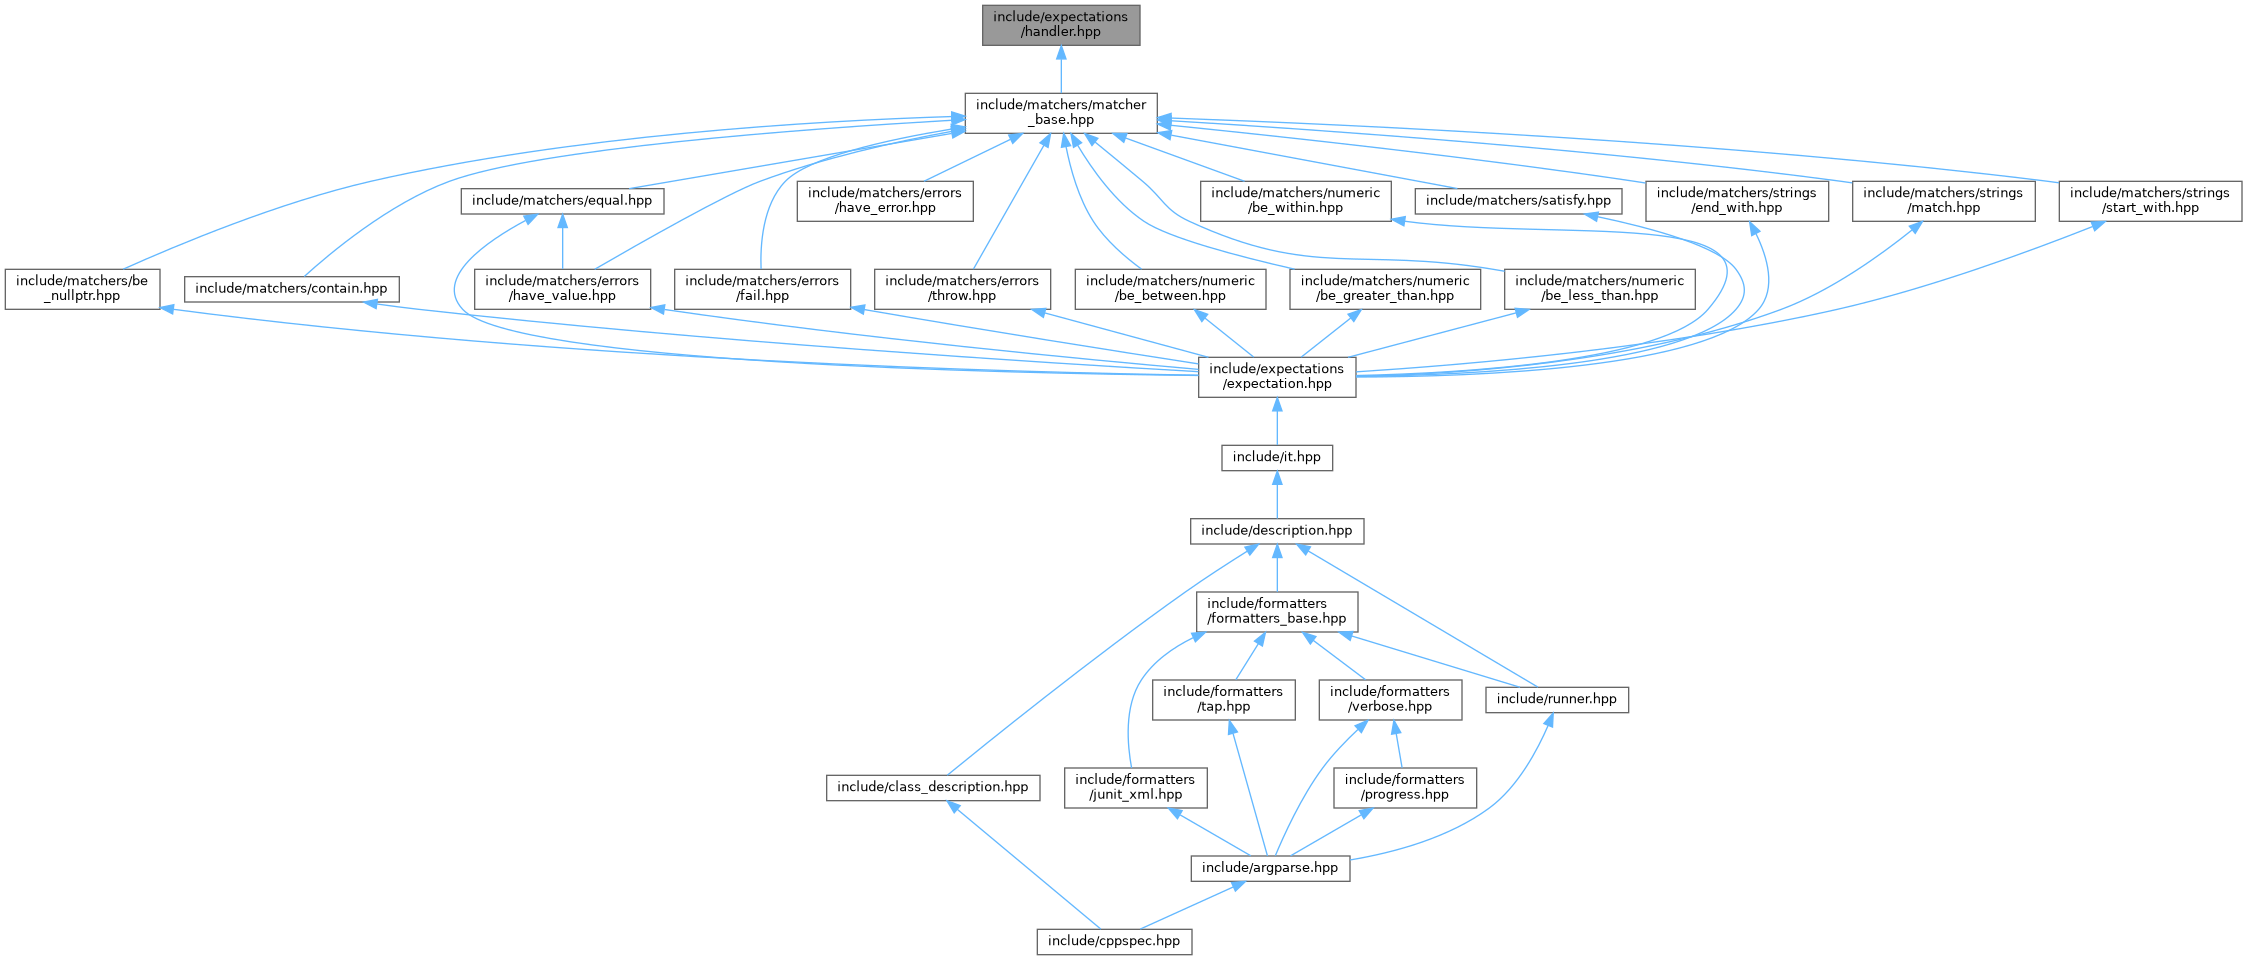 include/expectations
/handler.hpp
include/matchers/matcher
_base.hpp
include/matchers/equal.hpp
include/matchers/errors
/have_error.hpp
include/matchers/numeric
/be_within.hpp
include/matchers/satisfy.hpp
include/matchers/strings
/end_with.hpp
include/matchers/strings
/match.hpp
include/matchers/strings
/start_with.hpp
include/matchers/be
_nullptr.hpp
include/matchers/contain.hpp
include/matchers/errors
/have_value.hpp
include/matchers/errors
/fail.hpp
include/matchers/errors
/throw.hpp
include/matchers/numeric
/be_between.hpp
include/matchers/numeric
/be_greater_than.hpp
include/matchers/numeric
/be_less_than.hpp
include/expectations
/expectation.hpp
include/it.hpp
include/description.hpp
include/formatters
/formatters_base.hpp
include/formatters
/tap.hpp
include/formatters
/verbose.hpp
include/runner.hpp
include/class_description.hpp
include/formatters
/junit_xml.hpp
include/formatters
/progress.hpp
include/argparse.hpp
include/cppspec.hpp